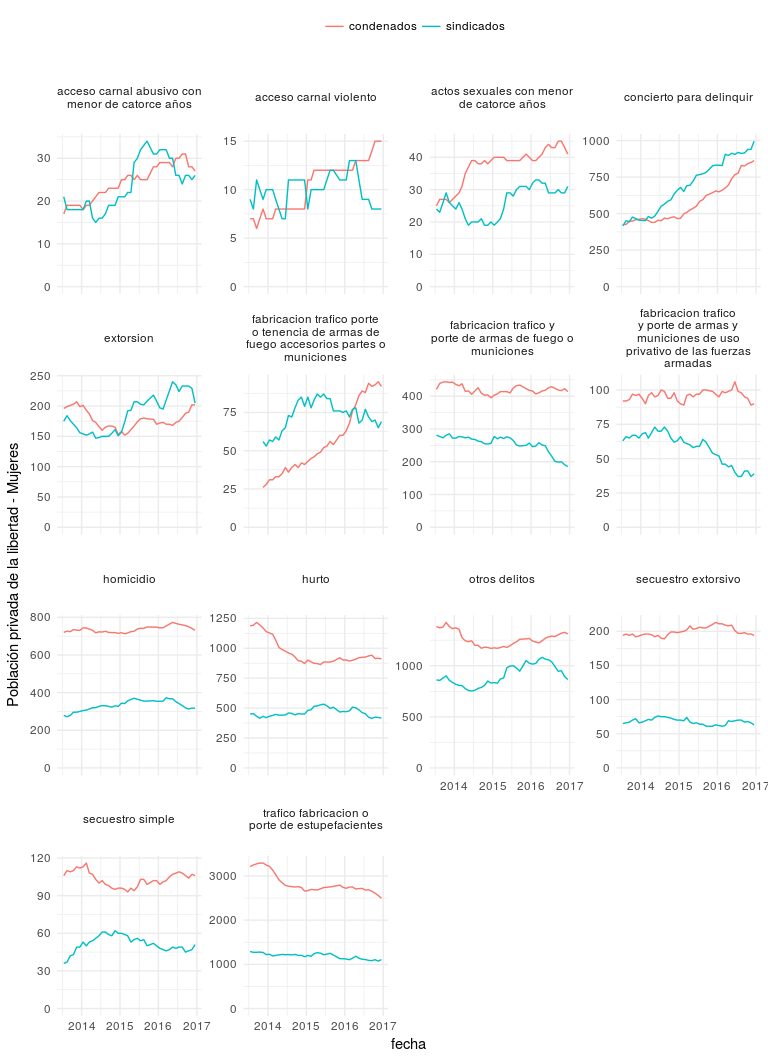 condenados sindicados
acceso carnal abusivo con
menor de catorce años
acceso carnal violento
actos sexuales con menor
de catorce años
concierto para delinquir
30
20
10
0
15
10
5
0
40
30
20
10
0
1000
750
500
250
0
extorsion
fabricacion trafico porte
o tenencia de armas de
fuego accesorios partes o
municiones
fabricacion trafico y
porte de armas de fuego o
municiones
fabricacion trafico
y porte de armas y
municiones de uso
privativo de las fuerzas
armadas
250
200
150
100
50
0
75
50
25
0
400
300
200
100
0
100
75
50
25
0
Población privada de la libertad - Mujeres
homicidio
hurto
otros delitos
secuestro extorsivo
800
600
400
200
0
1250
1000
750
500
250
0
1000
500
0
2014 2015 2016 2017
200
150
100
50
0
2014 2015 2016 2017
secuestro simple
trafico fabricacion o
porte de estupefacientes
120
90
60
30
0
2014 2015 2016 2017
3000
2000
1000
0
2014 2015 2016 2017
fecha